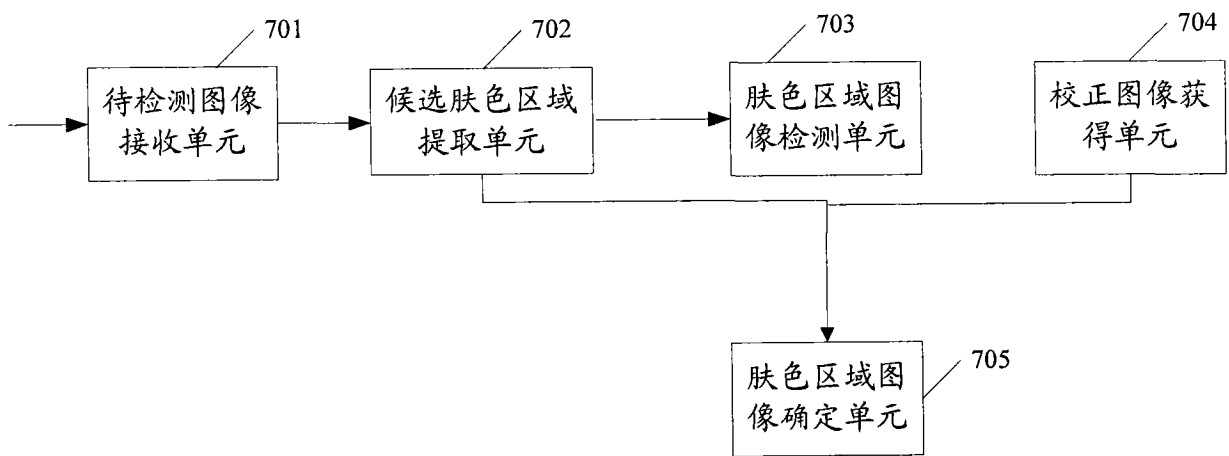 701
702
703
704
待检测图像
接收单元
候选肤色区域
提取单元
肤色区域图
像检测单元
校正图像获
得单元
705
肤色区域图
像确定单元